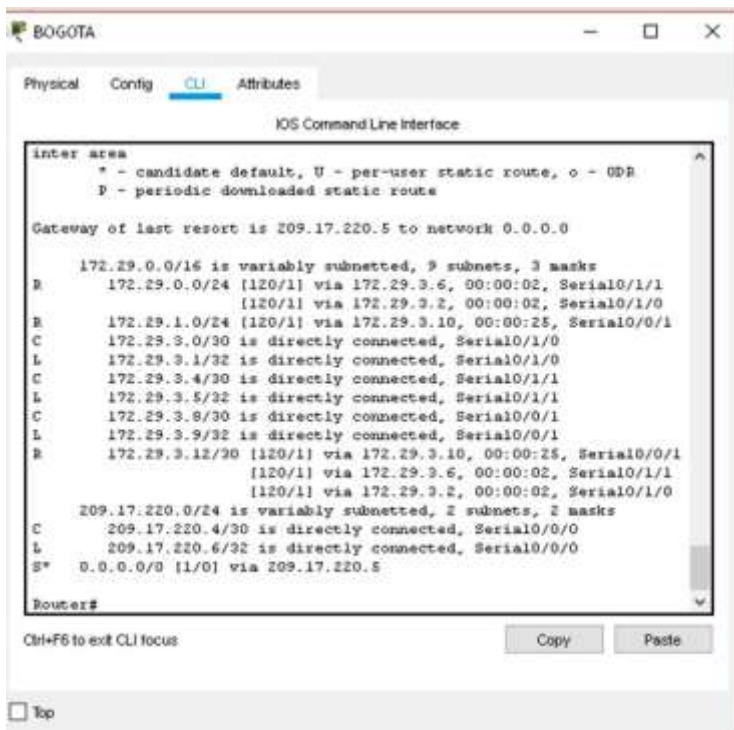 BOGOTA
Physical Config CLI Attributes
IOS Command Line Interface
inter area
* - candidate default, U - per-user static route, o - ODR
P - periodic downloaded static route
Gateway of last resort is 209.17.220.5 to network 0.0.0.0
172.29.0.0/16 is variably subnetted, 9 subnets, 3 masks
R 172.29.0.0/24 [120/1] via 172.29.3.6, 00:00:02, Serial0/1/1
[120/1] via 172.29.3.2, 00:00:02, Serial0/1/0
R 172.29.1.0/24 [120/1] via 172.29.3.10, 00:00:25, Serial0/0/1
C 172.29.3.0/30 is directly connected, Serial0/1/0
L 172.29.3.1/32 is directly connected, Serial0/1/0
C 172.29.3.4/30 is directly connected, Serial0/1/1
L 172.29.3.5/32 is directly connected, Serial0/1/1
C 172.29.3.8/30 is directly connected, Serial0/0/1
L 172.29.3.9/32 is directly connected, Serial0/0/1
R 172.29.3.12/30 [120/1] via 172.29.3.10, 00:00:25, Serial0/0/1
[120/1] via 172.29.3.6, 00:00:02, Serial0/1/1
[120/1] via 172.29.3.2, 00:00:02, Serial0/1/0
209.17.220.0/24 is variably subnetted, 2 subnets, 2 masks
C 209.17.220.4/30 is directly connected, Serial0/0/0
L 209.17.220.6/32 is directly connected, Serial0/0/0
S* 0.0.0.0/0 [1/0] via 209.17.220.5
Router#
Ctrl+F6 to exit CLI focus
Copy Paste
Top